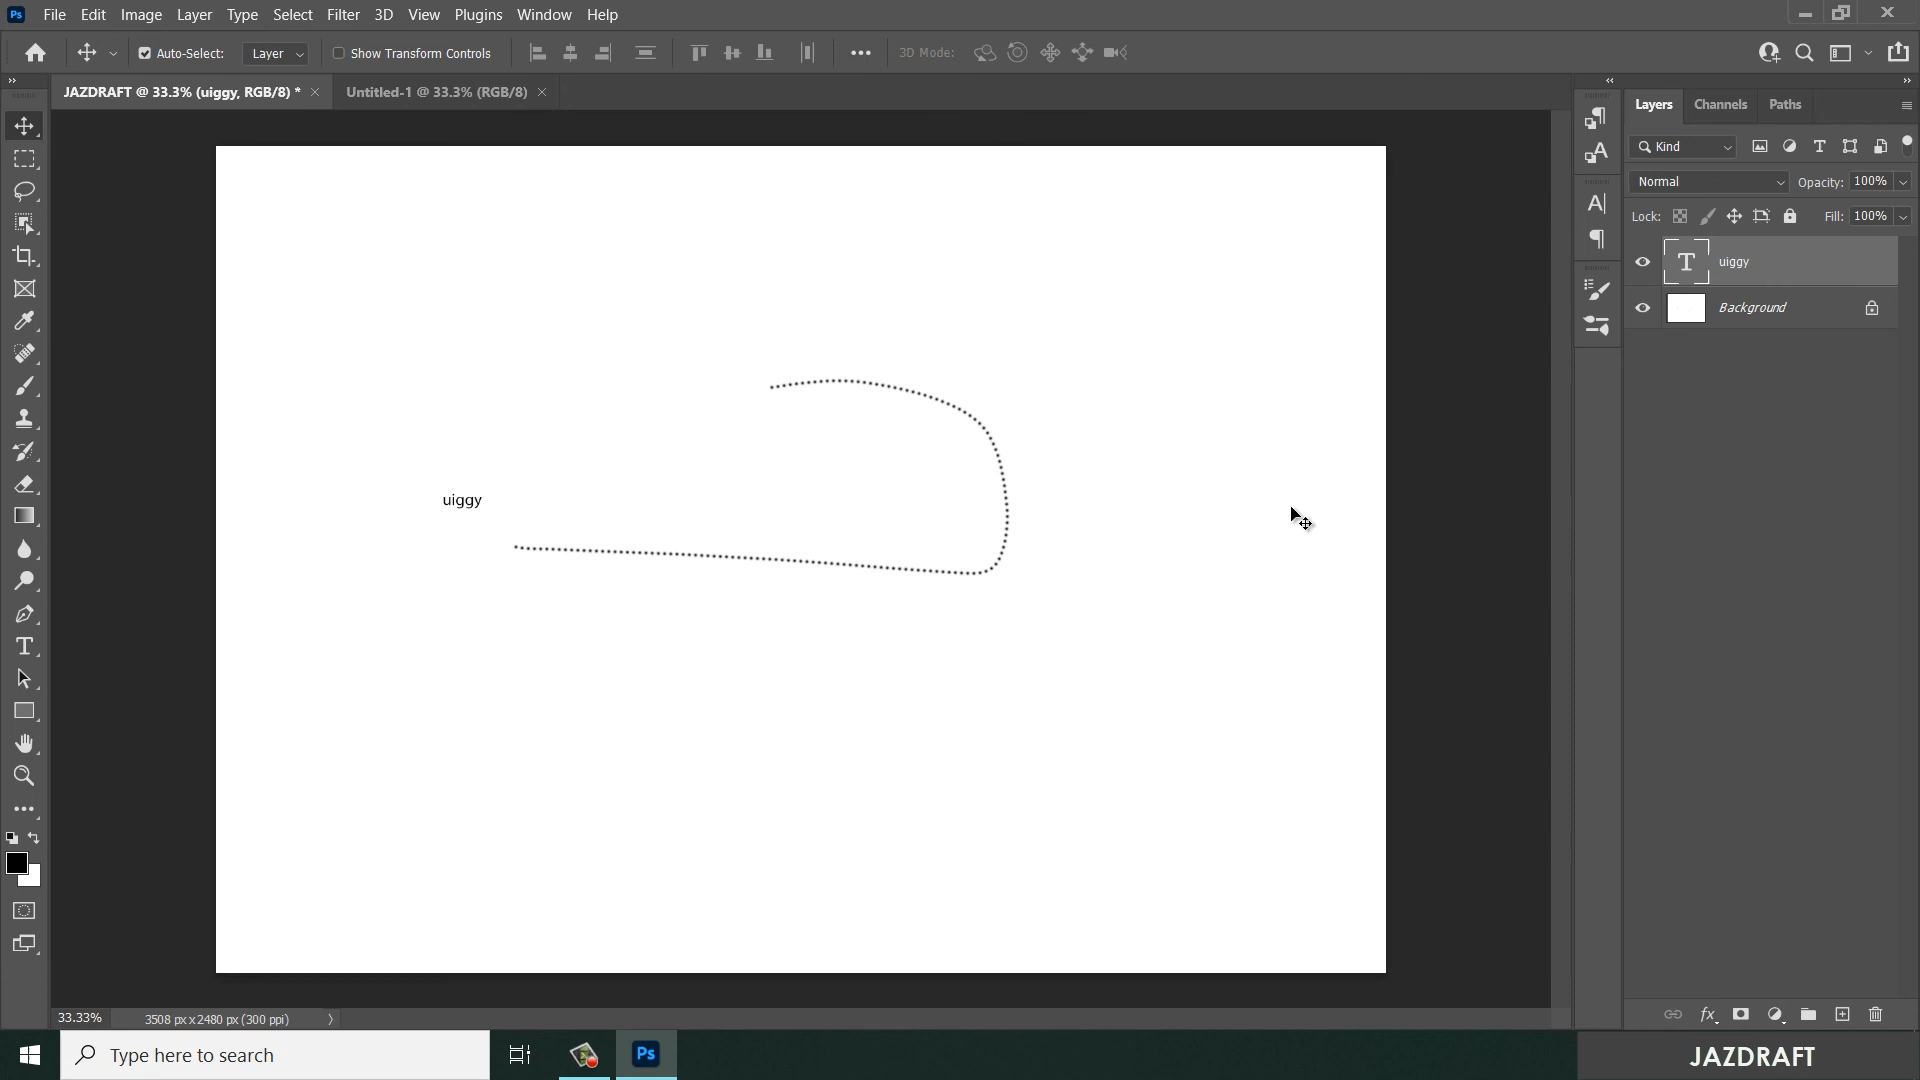 Ps File Edit Image Layer Type Select Filter 3D View Plugins Window Help
Auto-Select: Layer Show Transform Controls 3D Mode:
JAZDRAFT @ 33.3% (uiggy, RGB/8) * Untitled-1 @ 33.3% (RGB/8)
Layers Channels Paths
Kind
Normal Opacity: 100%
Lock: Fill: 100%
uiggy
Background
uiggy
33.33% 3508 px x 2480 px (300 ppi)
Type here to search
Ps
JAZDRAFT